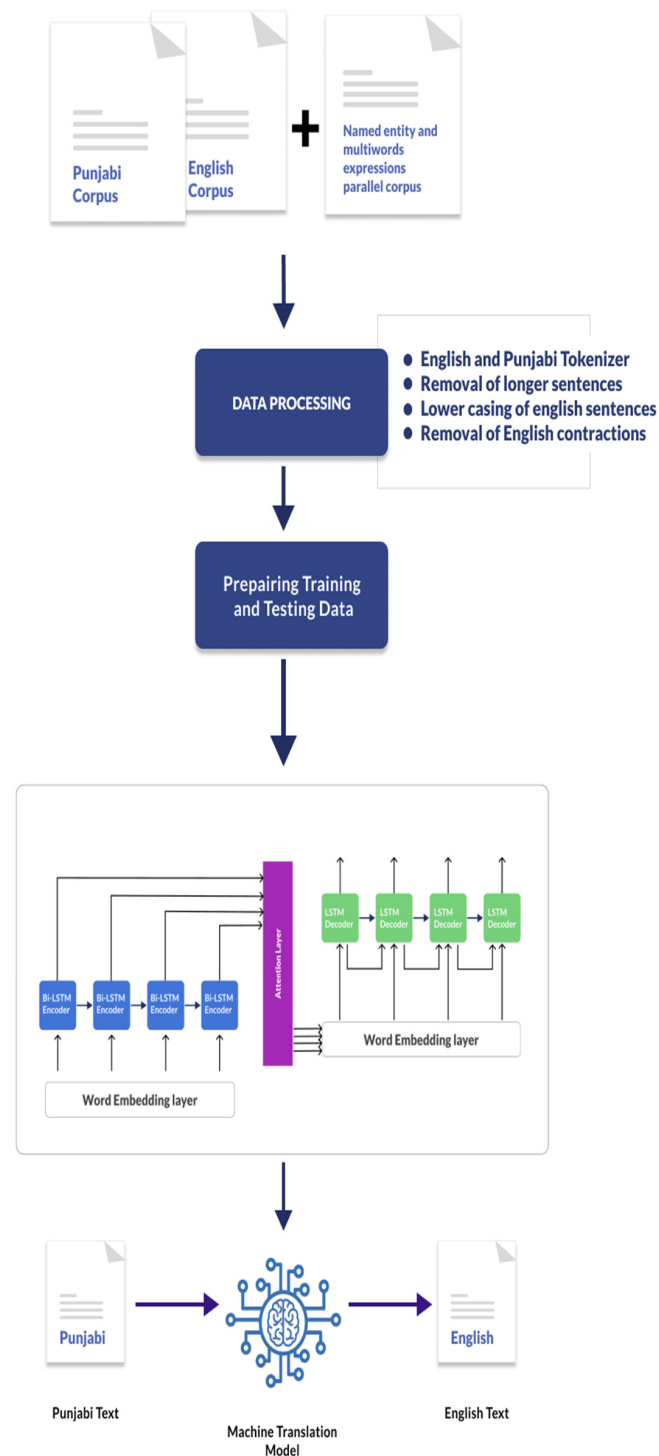 Punjabi
Corpus
English
Corpus
+
Named entity and
multiwords
expressions
parallel corpus
DATA PROCESSING
● English and Punjabi Tokenizer
● Removal of longer sentences
● Lower casing of english sentences
● Removal of English contractions
Prepairing Training
and Testing Data
Bi-LSTM
Encoder
Bi-LSTM
Encoder
Bi-LSTM
Encoder
Bi-LSTM
Encoder
Word Embedding layer
Attention Layer
LSTM
Decoder
LSTM
Decoder
LSTM
Decoder
LSTM
Decoder
Word Embedding layer
Punjabi
Punjabi Text
Machine Translation
Model
English
English Text